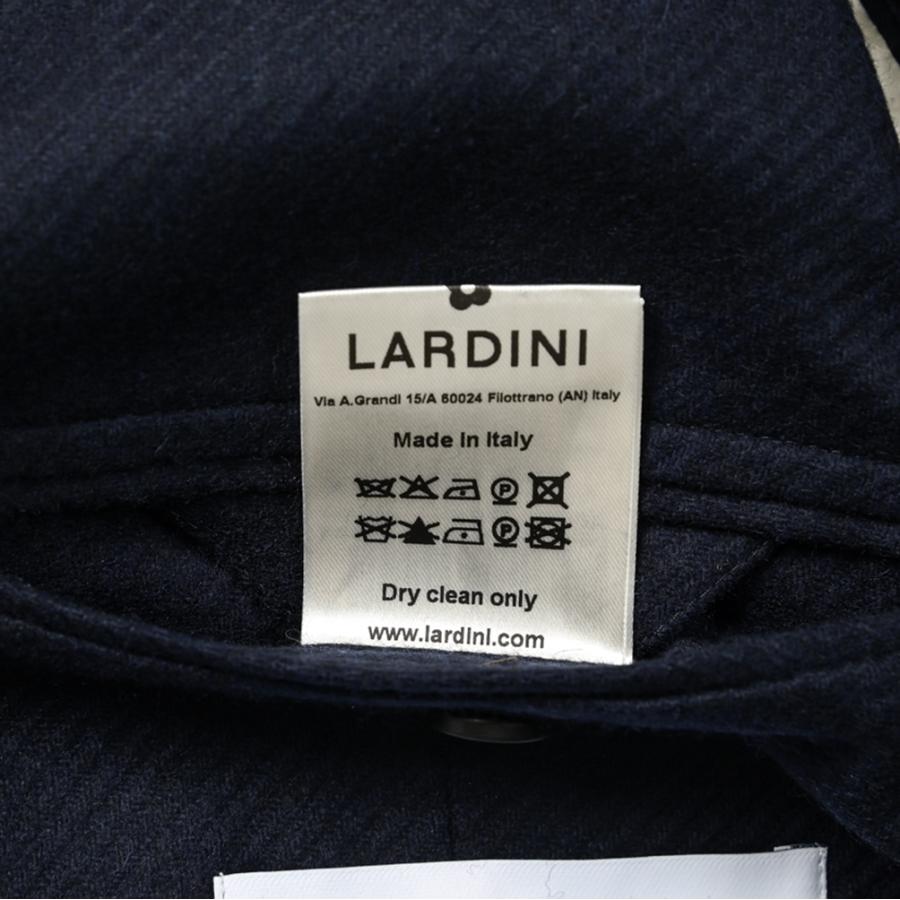 LARDINI
Via A.Grandi 15/A 60024 Filottrano (AN) Italy
Made in Italy
P
P
Dry clean only
www.lardini.com